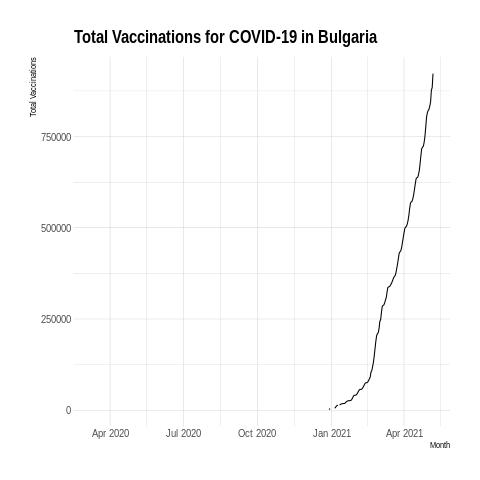 Total Vaccinations for COVID-19 in Bulgaria
Total Vaccinations
750000
500000
250000
0
Apr 2020 Jul 2020 Oct 2020 Jan 2021 Apr 2021
Month